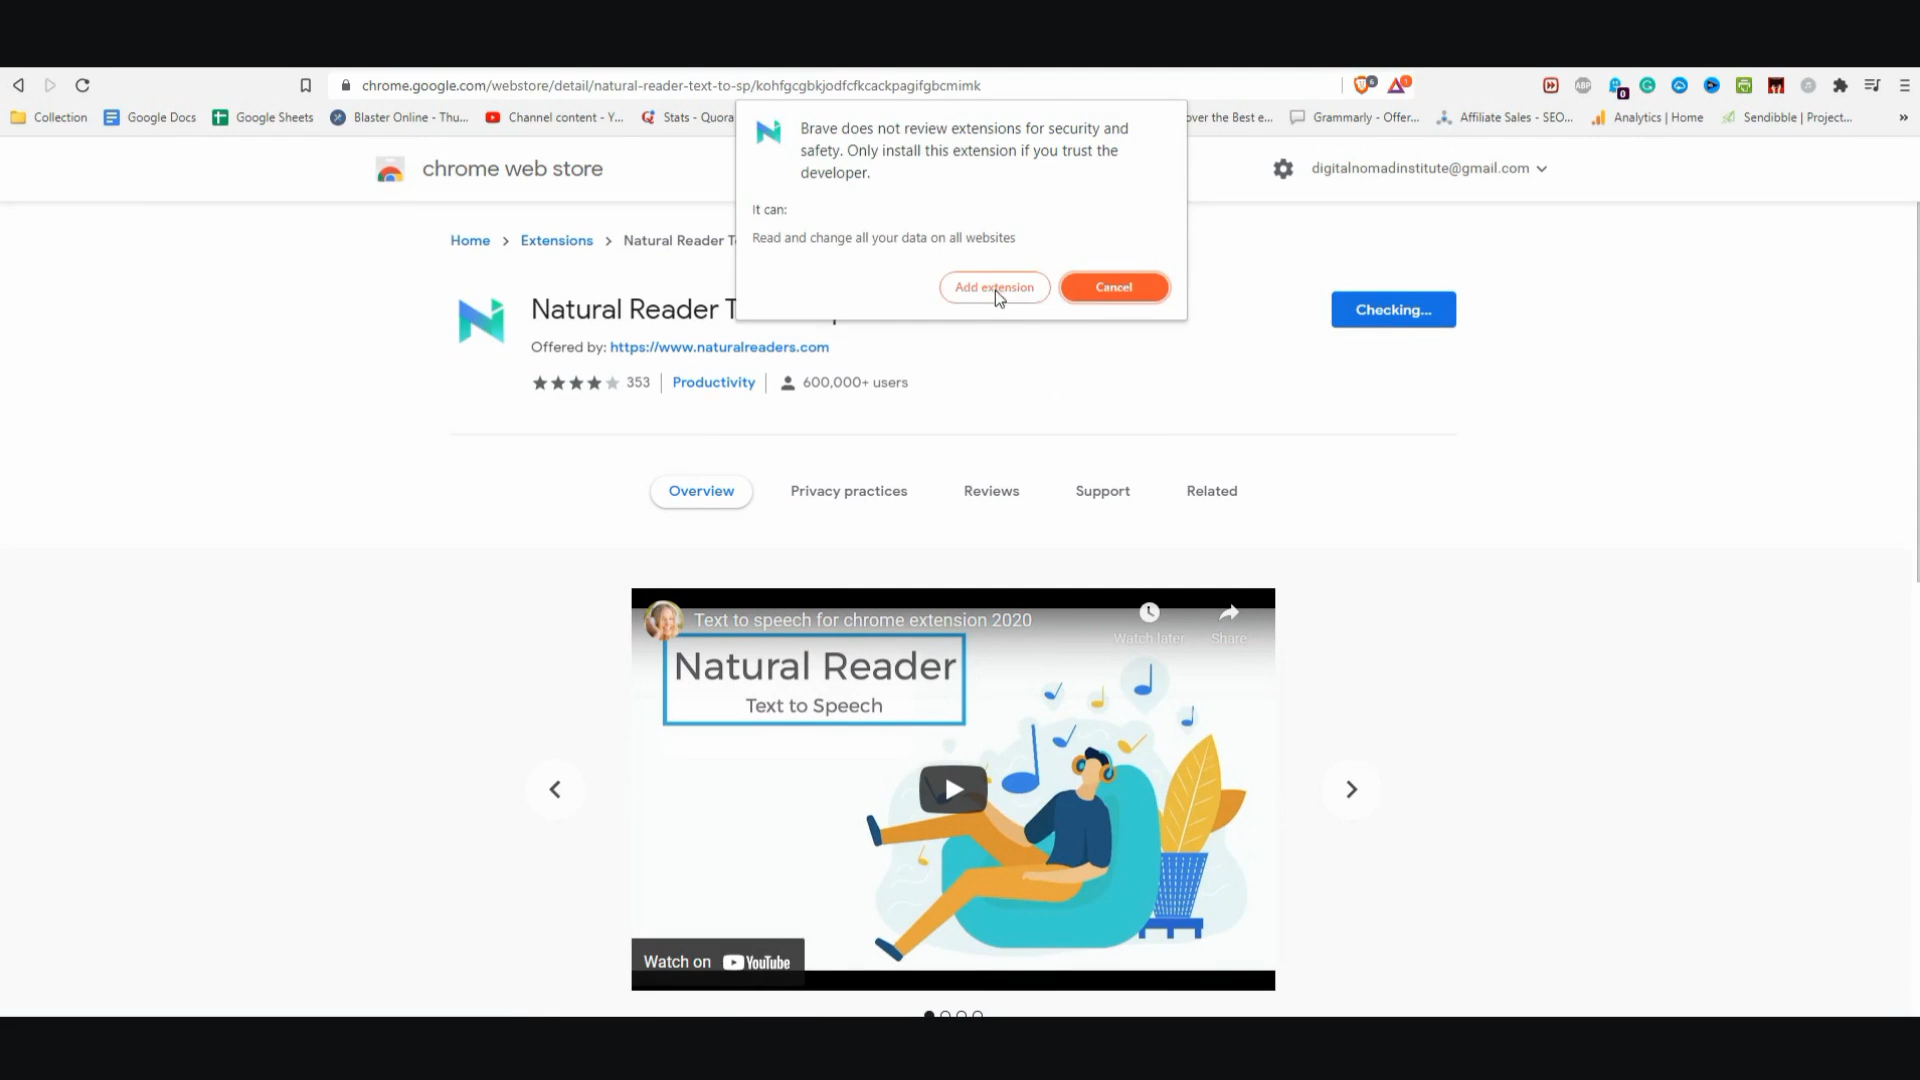 chrome.google.com/webstore/detail/natural-reader-text-to-sp/kohfgcgbkjodfcfkcackpagifgbcmimk
6
1
ABP
0
Collection
Google Docs
Google Sheets
Blaster Online - Thu...
Channel content - Y...
Stats - Quora
over the Best e...
Grammarly - Offer...
Affiliate Sales - SEO...
Analytics | Home
Sendibble | Project...
»
chrome web store
digitalnomadinstitute@gmail.com
Brave does not review extensions for security and
safety. Only install this extension if you trust the
developer.
It can:
Read and change all your data on all websites
Add extension
Cancel
Home > Extensions > Natural Reader T
Natural Reader T
Checking...
Offered by: https://www.naturalreaders.com
353 | Productivity | 600,000+ users
Overview
Privacy practices
Reviews
Support
Related
Text to speech for chrome extension 2020
Watch later
Share
Natural Reader
Text to Speech
Watch on YouTube